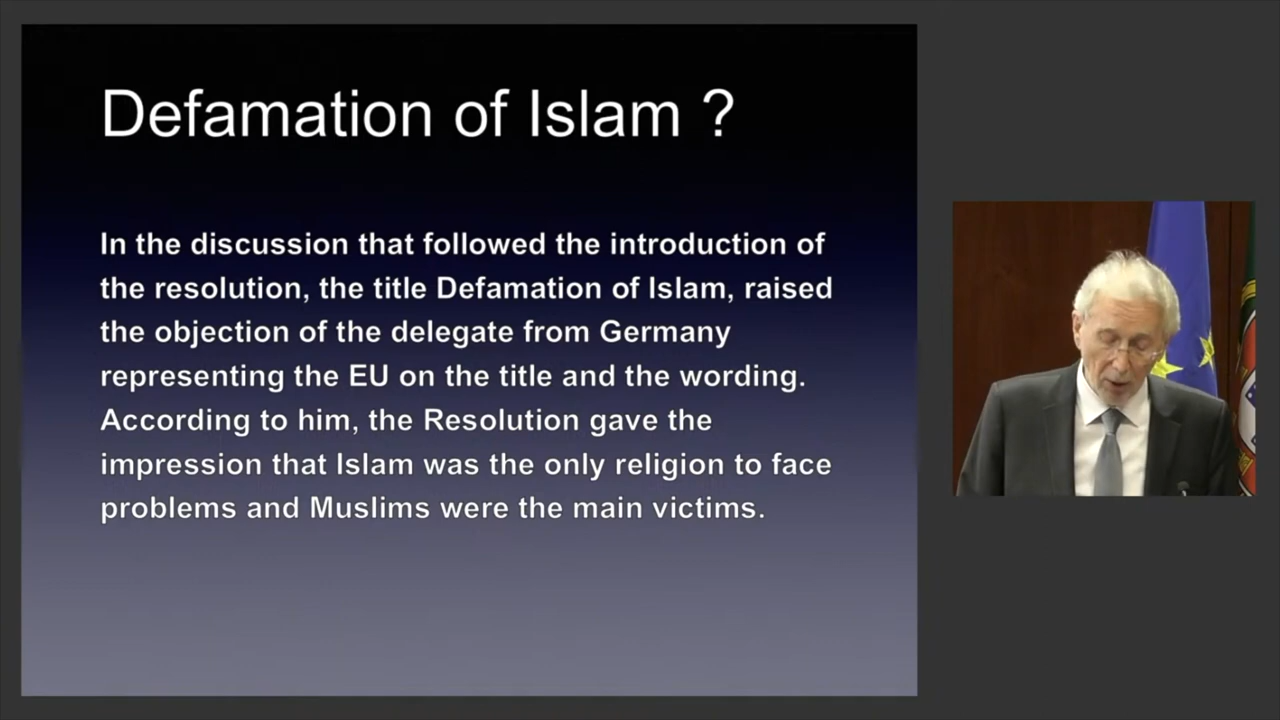 Defamation of Islam ?
In the discussion that followed the introduction of
the resolution, the title Defamation of Islam, raised
the objection of the delegate from Germany
representing the EU on the title and the wording.
According to him, the Resolution gave the
impression that Islam was the only religion to face
problems and Muslims were the main victims.